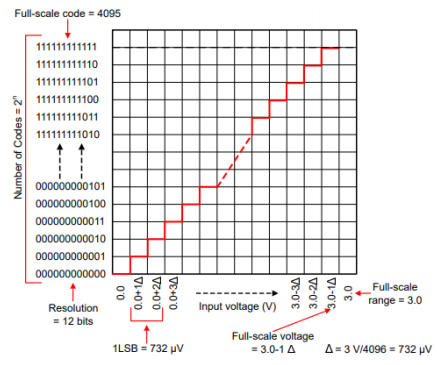 Full-scale code = 4095
Number of Codes = 2ⁿ
111111111111
111111111110
111111111101
111111111100
111111111011
111111111010
000000000101
000000000100
000000000011
000000000010
000000000001
000000000000
0.0
0.0+1Δ
0.0+2Δ
0.0+3Δ
Input voltage (V)
3.0-3Δ
3.0-2Δ
3.0-1Δ
3.0
Full-scale
range = 3.0
Resolution
= 12 bits
1LSB = 732 µV
Full-scale voltage
= 3.0-1 Δ
Δ = 3 V/4096 = 732 µV